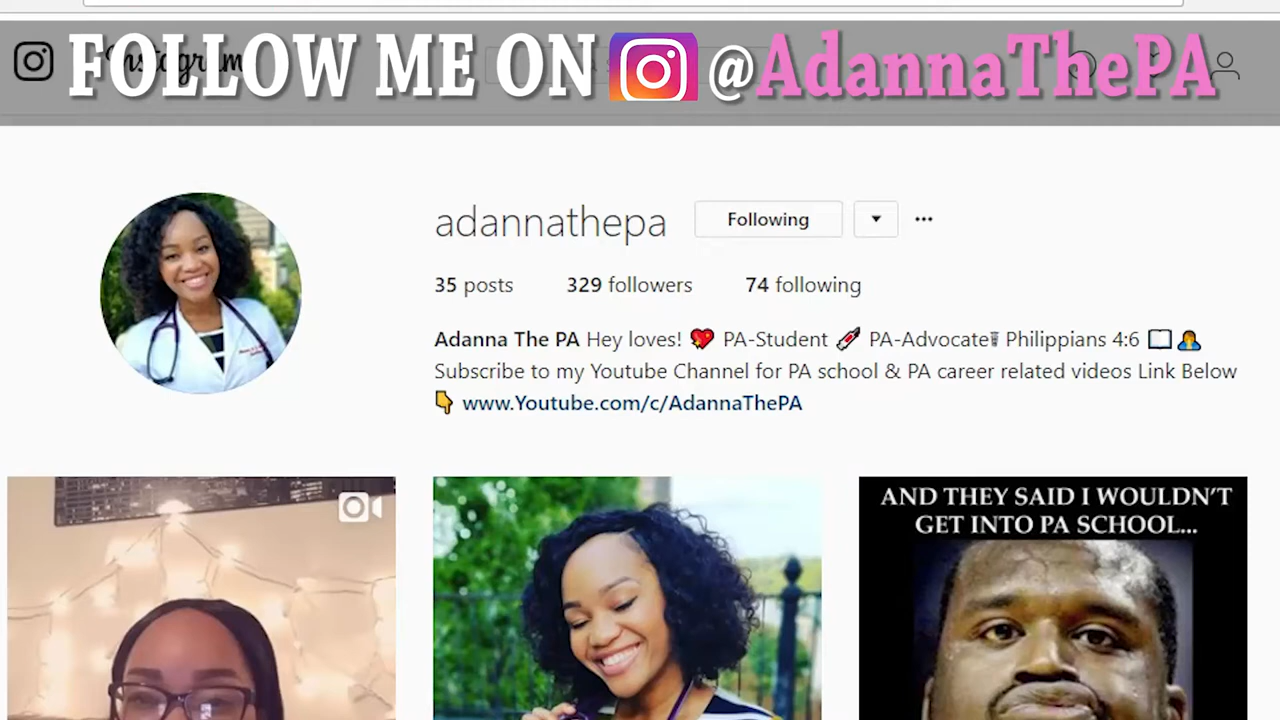 FOLLOW ME ON @AdannaThePA
Instagram
adannathepa Following
35 posts 329 followers 74 following
Adanna The PA Hey loves! 💖 PA-Student 💉 PA-Advocate Philippians 4:6 📖
Subscribe to my Youtube Channel for PA school & PA career related videos Link Below
👇 www.Youtube.com/c/AdannaThePA
AND THEY SAID I WOULDN'T
GET INTO PA SCHOOL...